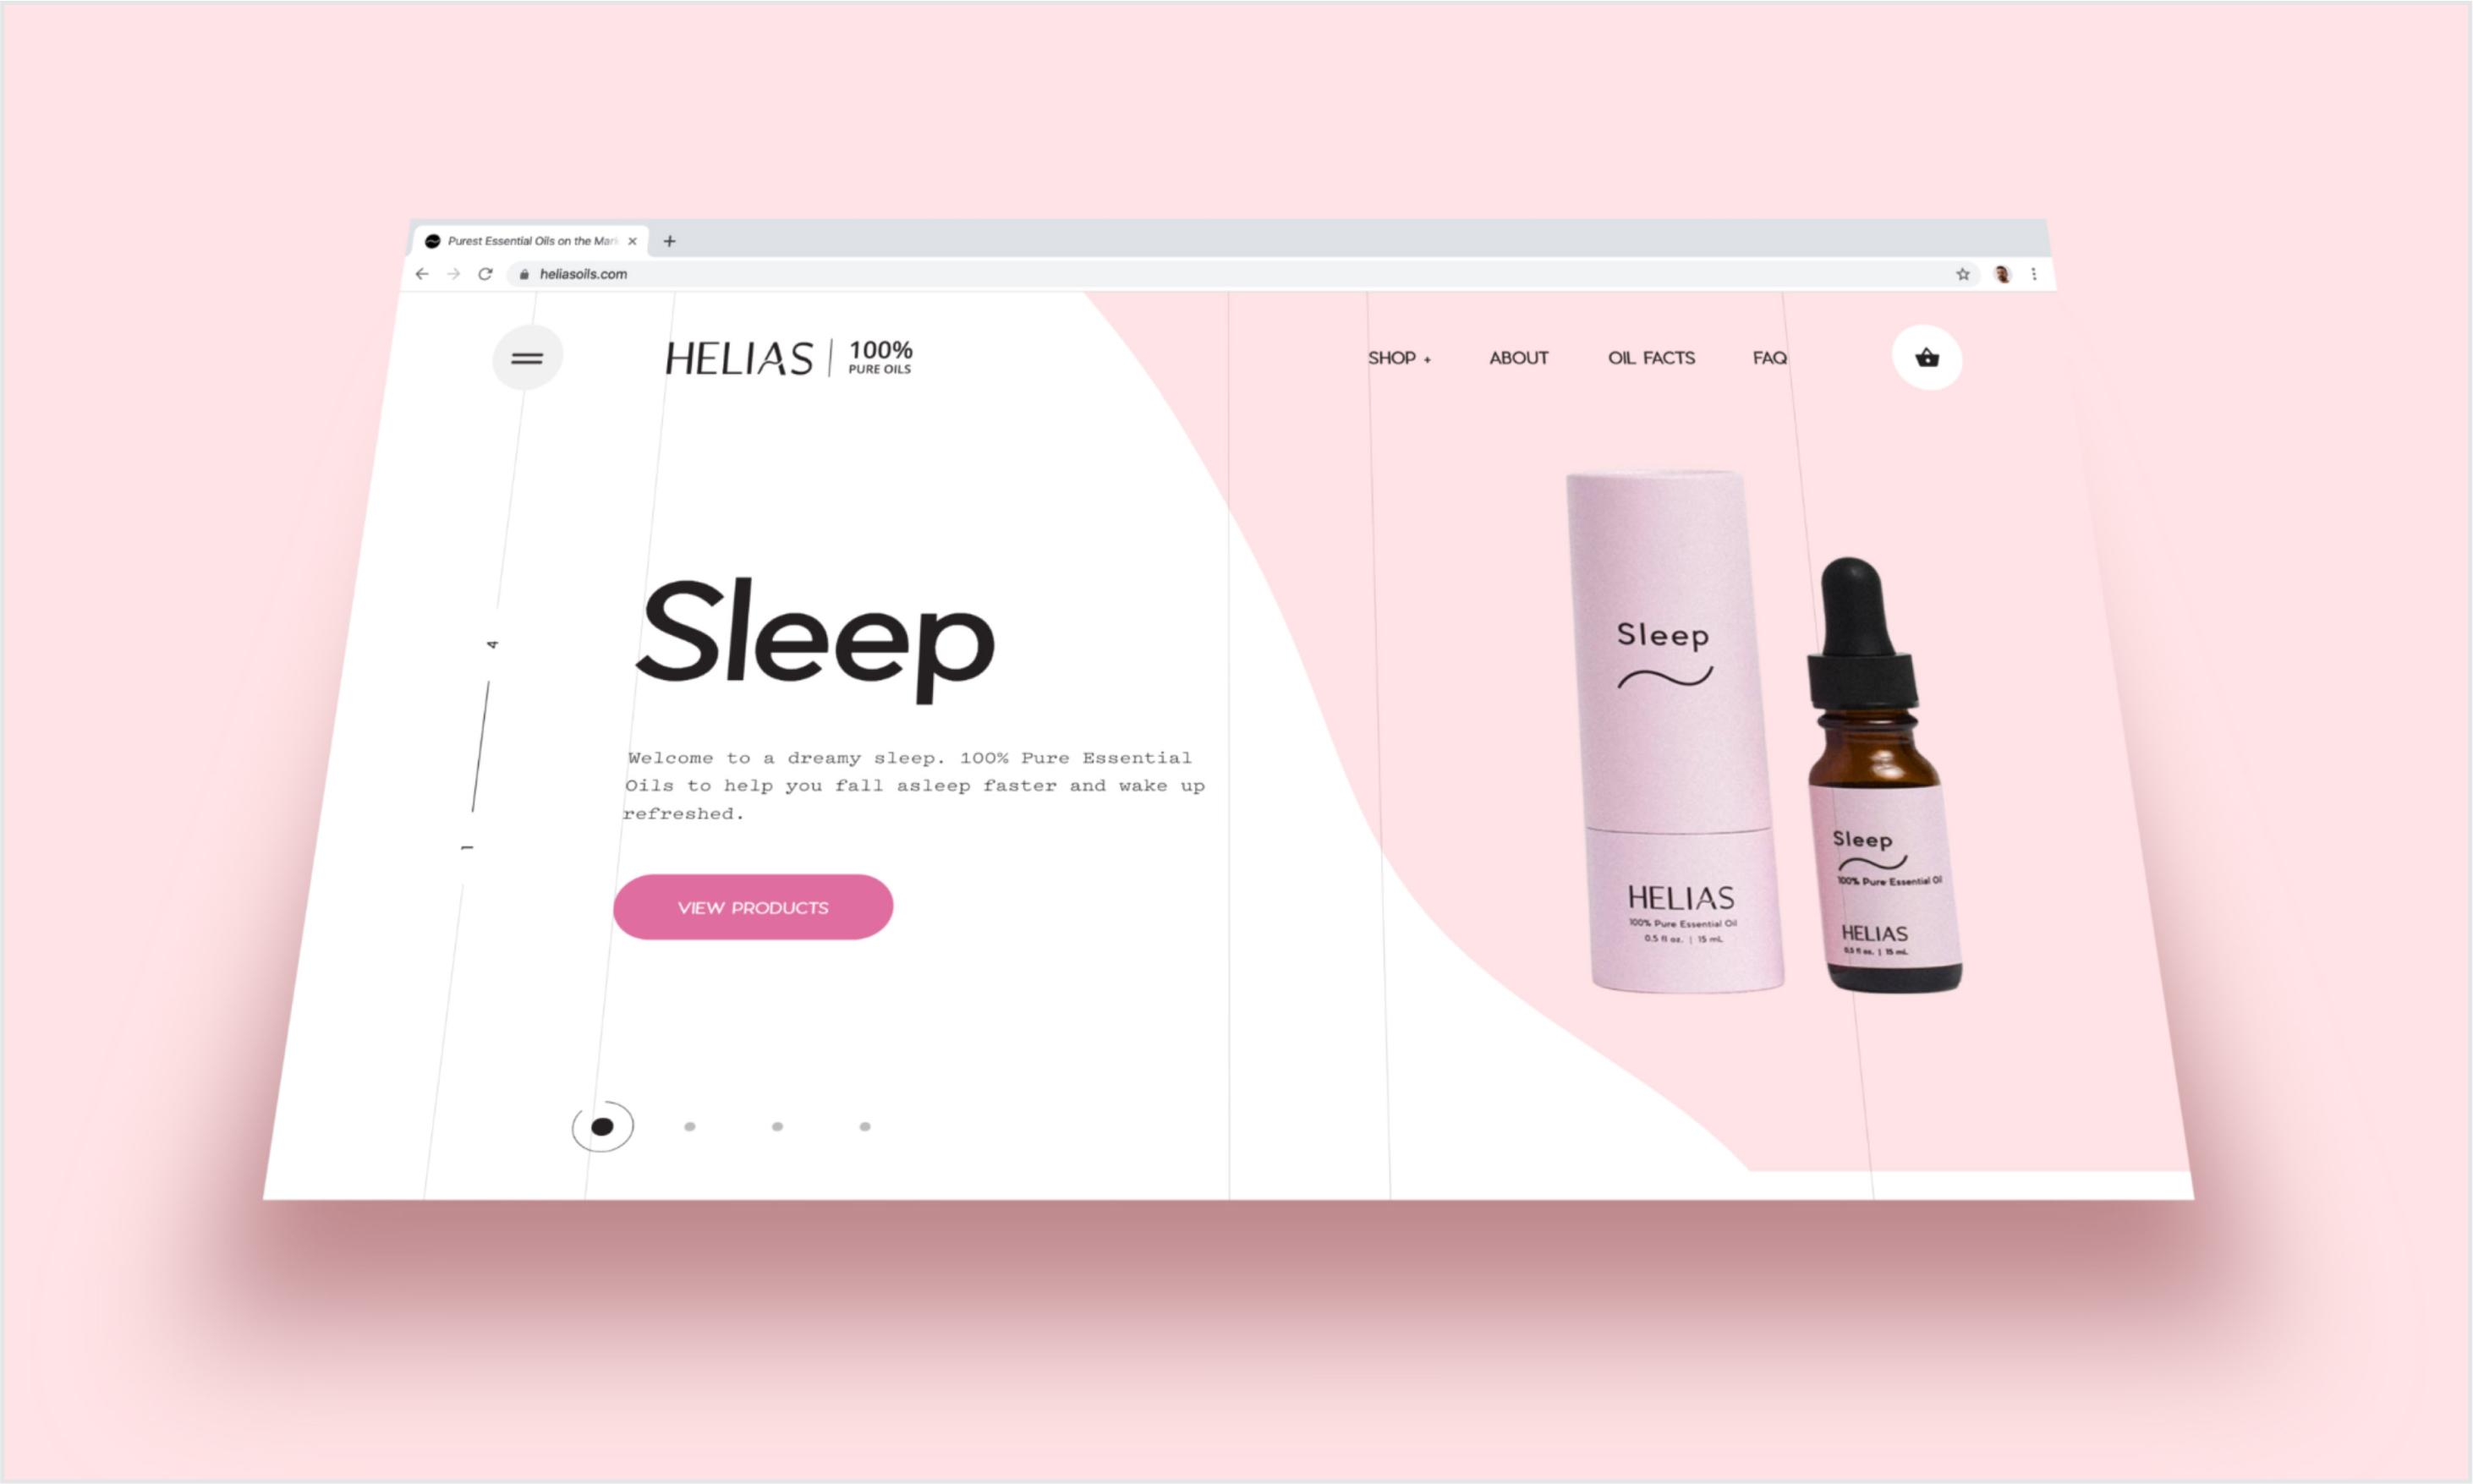 Purest Essential Oils on the Mar
heliasoils.com
HELIAS
100%
PURE OILS
SHOP +
ABOUT
OIL FACTS
FAQ
4
1
Sleep
Welcome to a dreamy sleep. 100% Pure Essential
Oils to help you fall asleep faster and wake up
refreshed.
VIEW PRODUCTS
Sleep
HELIAS
100% Pure Essential Oil
0.5 fl oz. | 15 mL
Sleep
100% Pure Essential Oil
HELIAS
0.5 fl oz. | 15 mL